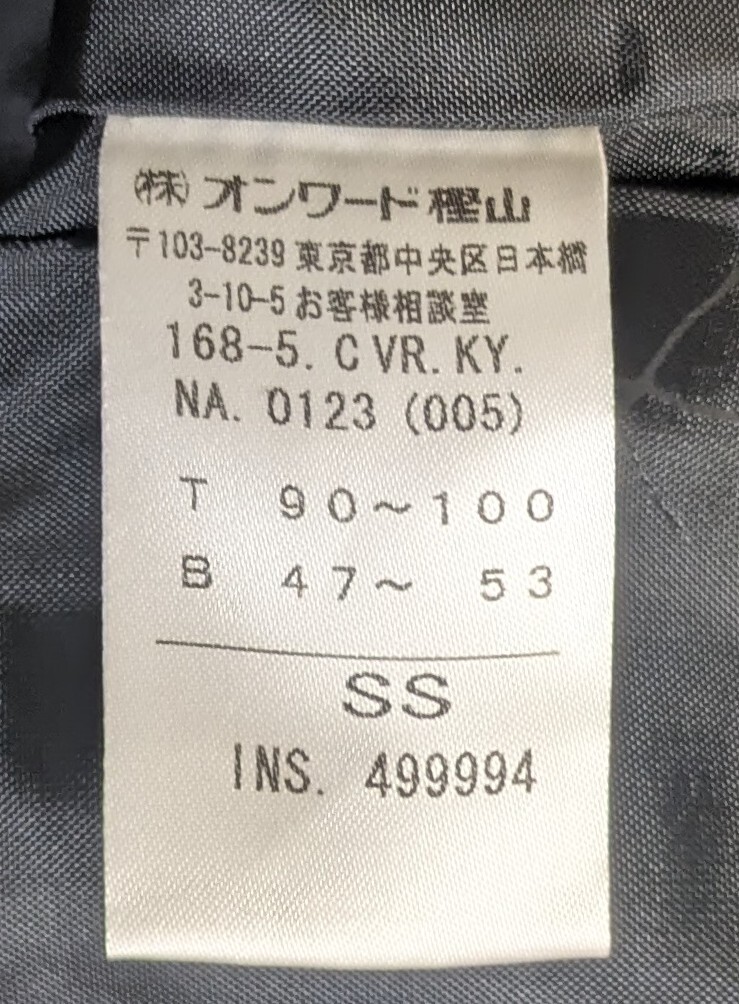 ㈱オンワード樫山
〒103-8239 東京都中央区日本橋
3-10-5 お客様相談室
168-5. C VR. KY.
NA. 0123 (005)
T 90～100
B 47～ 53
SS
INS. 499994